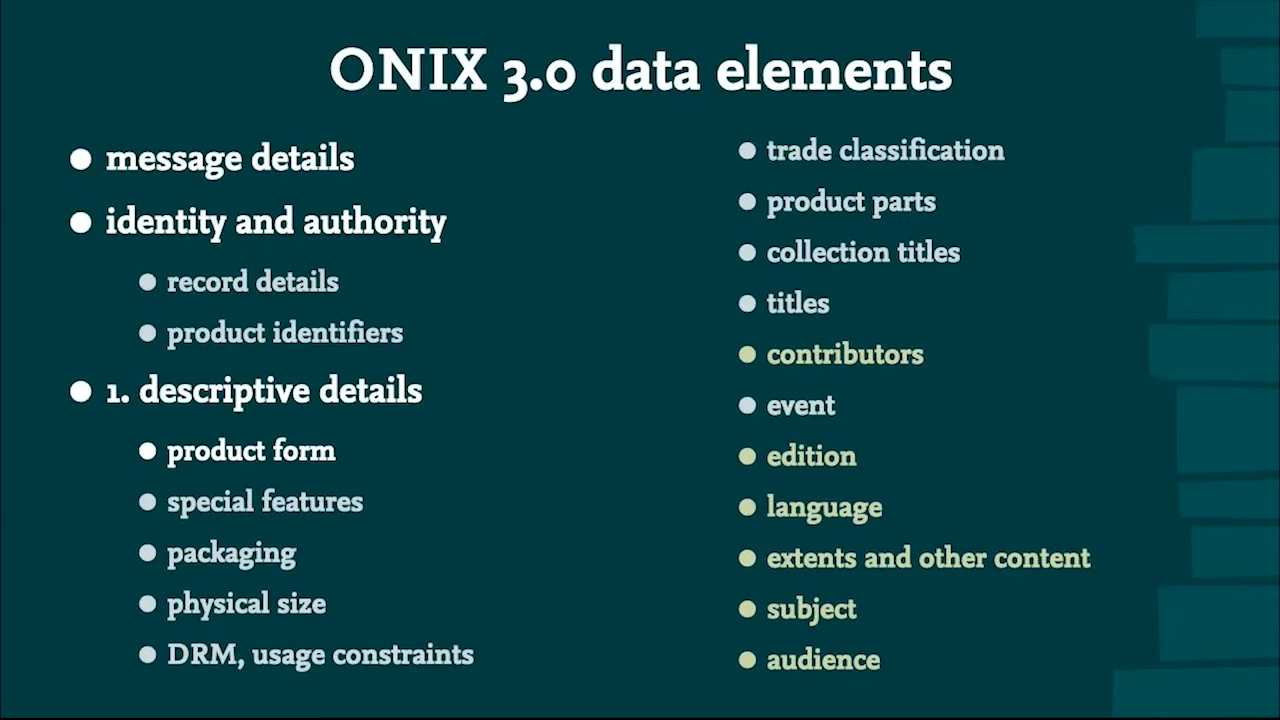 ONIX 3.0 data elements
● message details
● identity and authority
● record details
● product identifiers
● 1. descriptive details
● product form
● special features
● packaging
● physical size
● DRM, usage constraints
● trade classification
● product parts
● collection titles
● titles
● contributors
● event
● edition
● language
● extents and other content
● subject
● audience